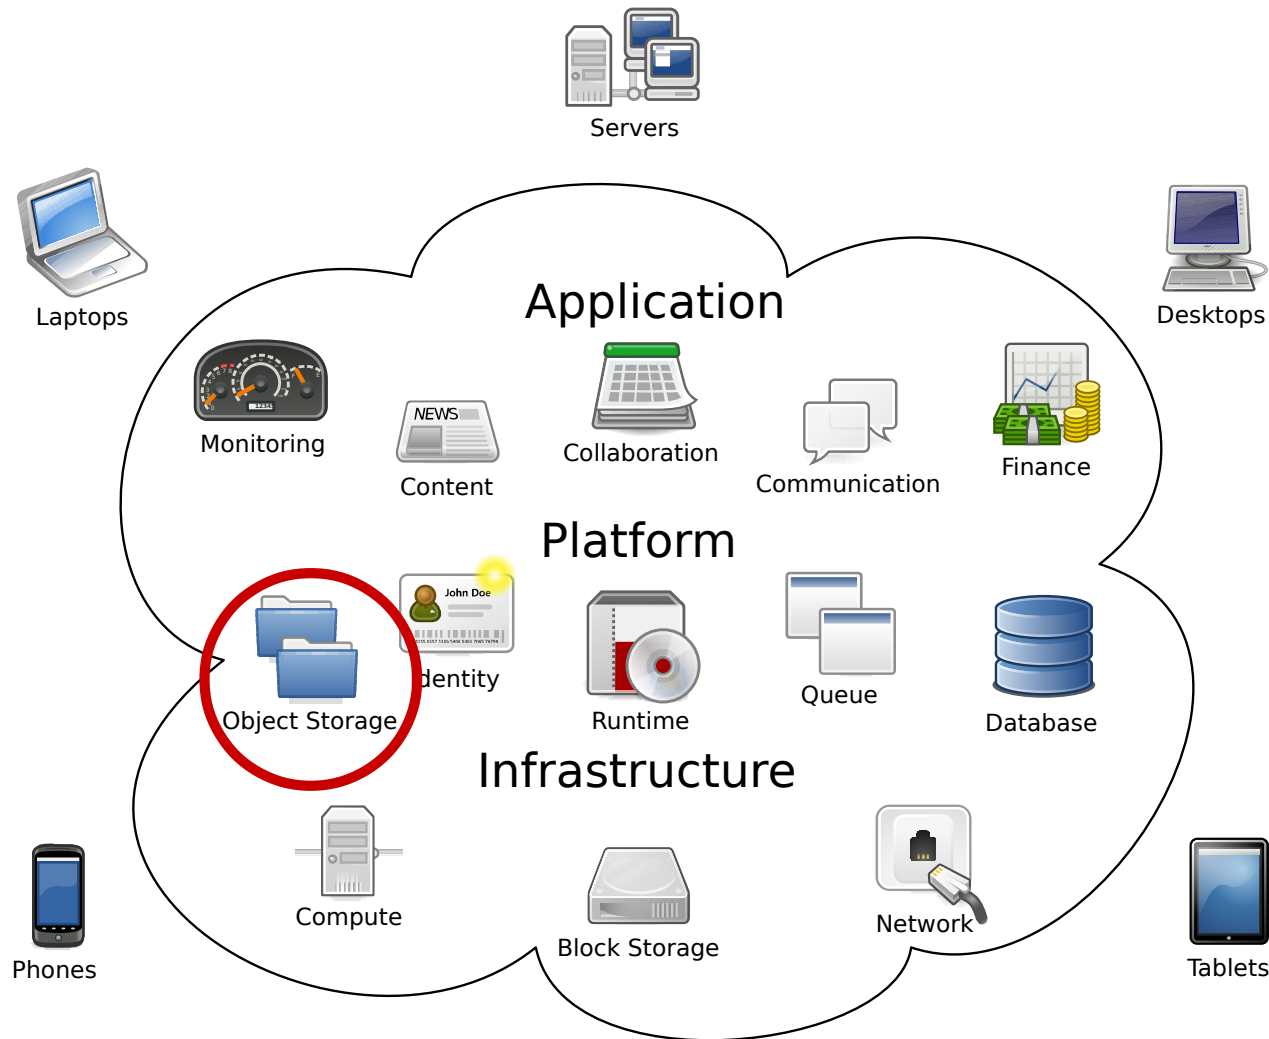 Servers
Laptops
Desktops
Application
Monitoring
NEWS
Content
Collaboration
Communication
Finance
Platform
John Doe
Object Storage
dentity
Runtime
Queue
Database
Infrastructure
Compute
Block Storage
Network
Phones
Tablets